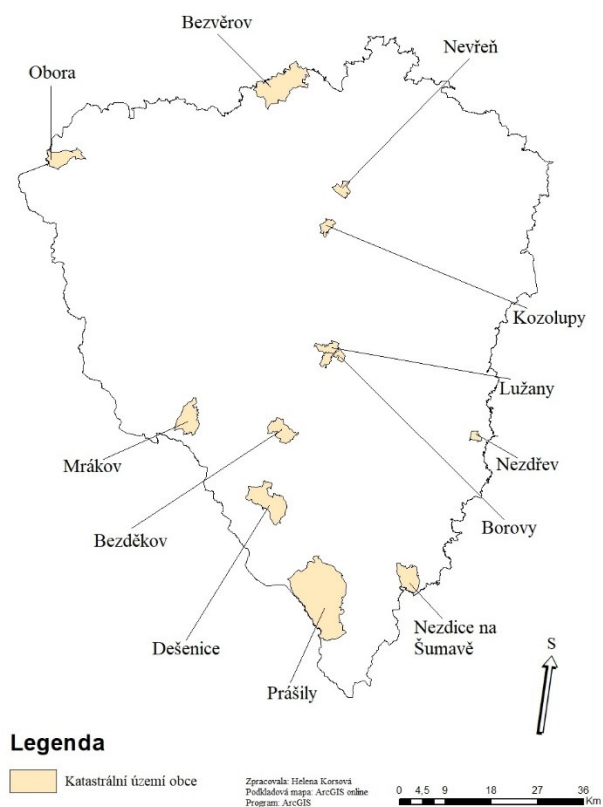 Bezvěrov
Nevřeň
Obora
Kozolupy
Lužany
Mrákov
Nezdřev
Bezděkov
Borovy
Dešenice
Nezdice na
Šumavě
Prášily
S
Legenda
Katastrální území obce
Zpracovala: Helena Korsová
Podkladová mapa: ArcGIS online
Program: ArcGIS
0 4,5 9 18 27 36
Km